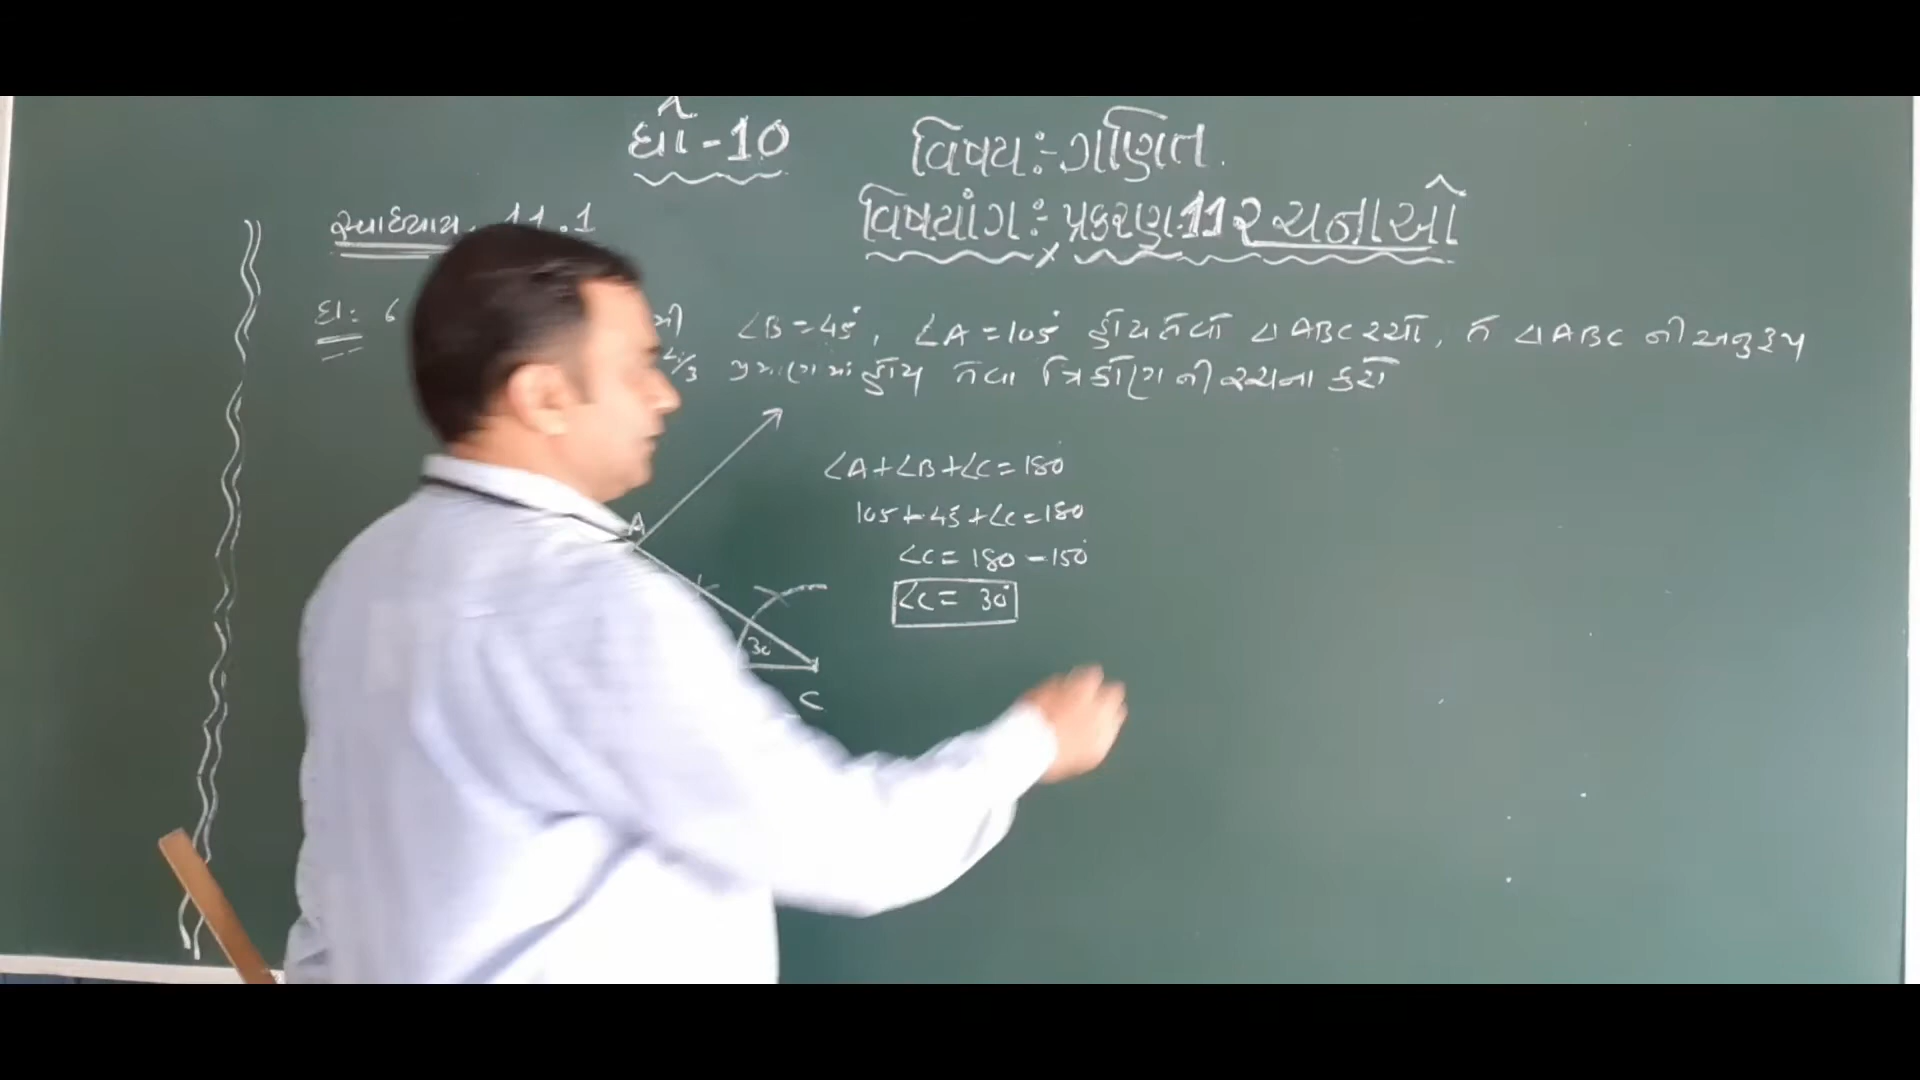 ધો-10
વિષય:- ગણિત.
સ્વાધ્યાય. 11.1
વિષયાંગ:- પ્રકરણ.11 રચનાઓ
દા: 6
∠B = 45°, ∠A = 105° હોય તેવો △ABC રચો, તે △ABC ની અનુરૂપ
/3 પ્રમાણમાં હોય તેવા ત્રિકોણની રચના કરો
∠A+∠B+∠C=180°
A
105+45+∠C=180
∠C= 180-150°
∠C= 30°
30
C